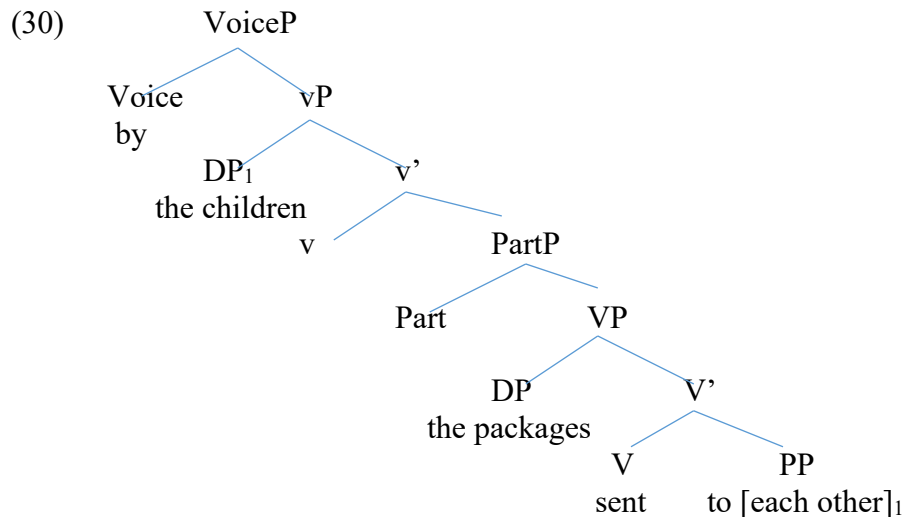 (30) VoiceP
Voice vP
by
DP₁ v’
the children
v PartP
Part VP
DP V’
the packages
V PP
sent to [each other]₁